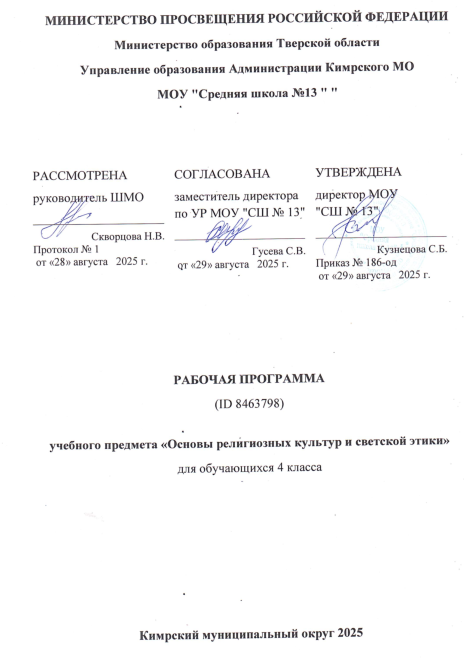 МИНИСТЕРСТВО ПРОСВЕЩЕНИЯ РОССИЙСКОЙ ФЕДЕРАЦИИ
Министерство образования Тверской области
Управление образования Администрации Кимрского МО
МОУ "Средняя школа №13 " "
РАССМОТРЕНА
руководитель ШМО
Скворцова Н.В.
Протокол № 1
от «28» августа 2025 г.
СОГЛАСОВАНА
заместитель директора
по УР МОУ "СШ № 13"
Гусева С.В.
от «29» августа 2025 г.
УТВЕРЖДЕНА
директор МОУ
"СШ № 13"
Кузнецова С.Б.
Приказ № 186-од
от «29» августа 2025 г.
РАБОЧАЯ ПРОГРАММА
(ID 8463798)
учебного предмета «Основы религиозных культур и светской этики»
для обучающихся 4 класса
Кимрский муниципальный округ 2025